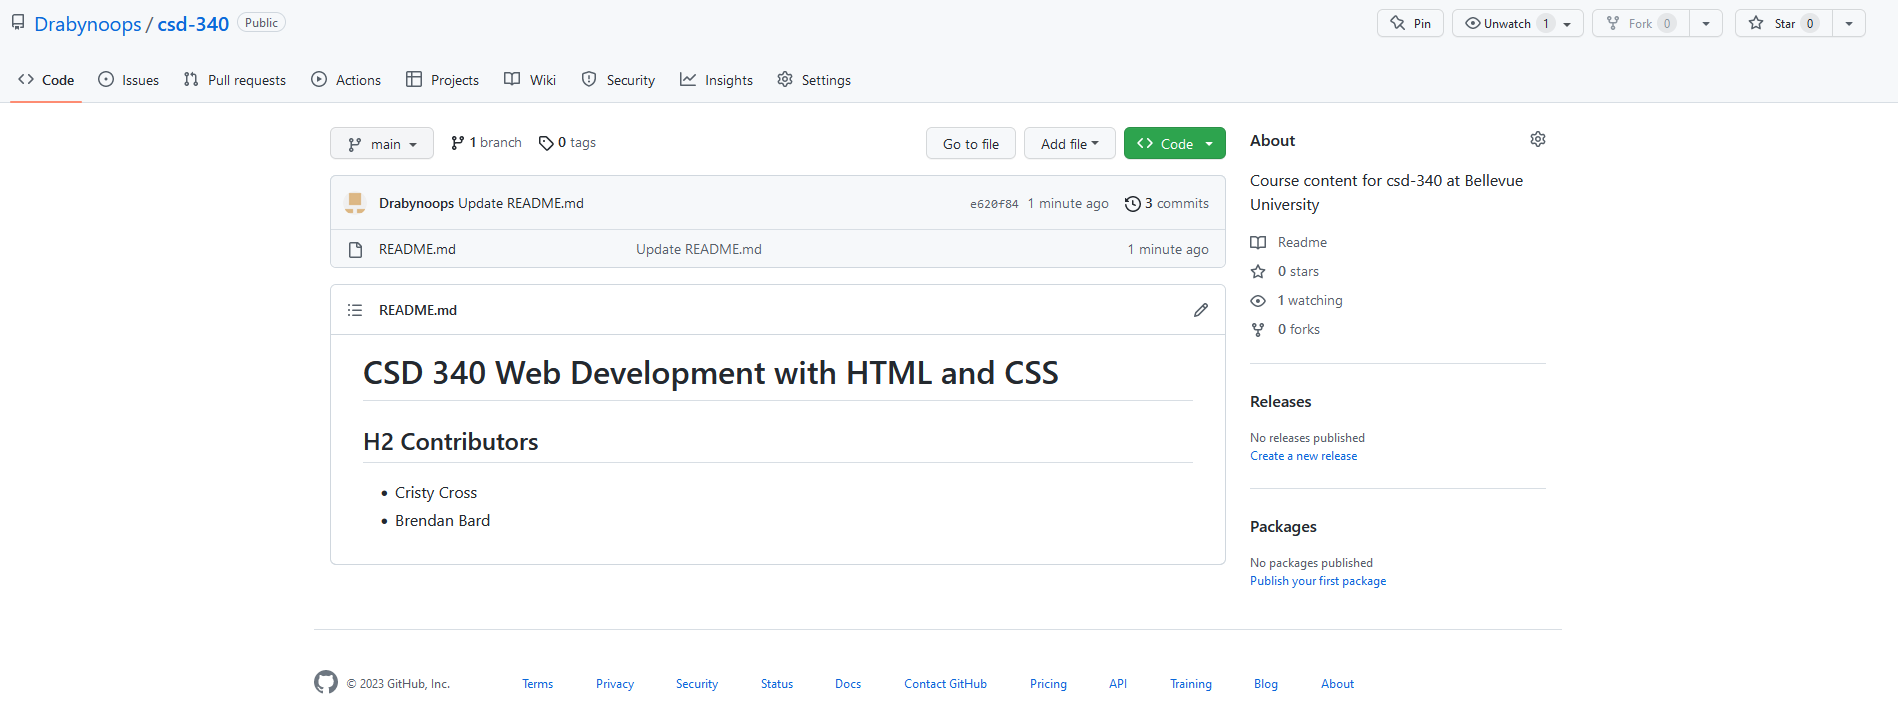 Drabynoops / csd-340 Public
Pin Unwatch 1 Fork 0 Star 0
Code Issues Pull requests Actions Projects Wiki Security Insights Settings
main 1 branch 0 tags Go to file Add file Code
Drabynoops Update README.md e620f84 1 minute ago 3 commits
README.md Update README.md 1 minute ago
README.md
CSD 340 Web Development with HTML and CSS
H2 Contributors
Cristy Cross
Brendan Bard
About
Course content for csd-340 at Bellevue
University
Readme
0 stars
1 watching
0 forks
Releases
No releases published
Create a new release
Packages
No packages published
Publish your first package
© 2023 GitHub, Inc. Terms Privacy Security Status Docs Contact GitHub Pricing API Training Blog About